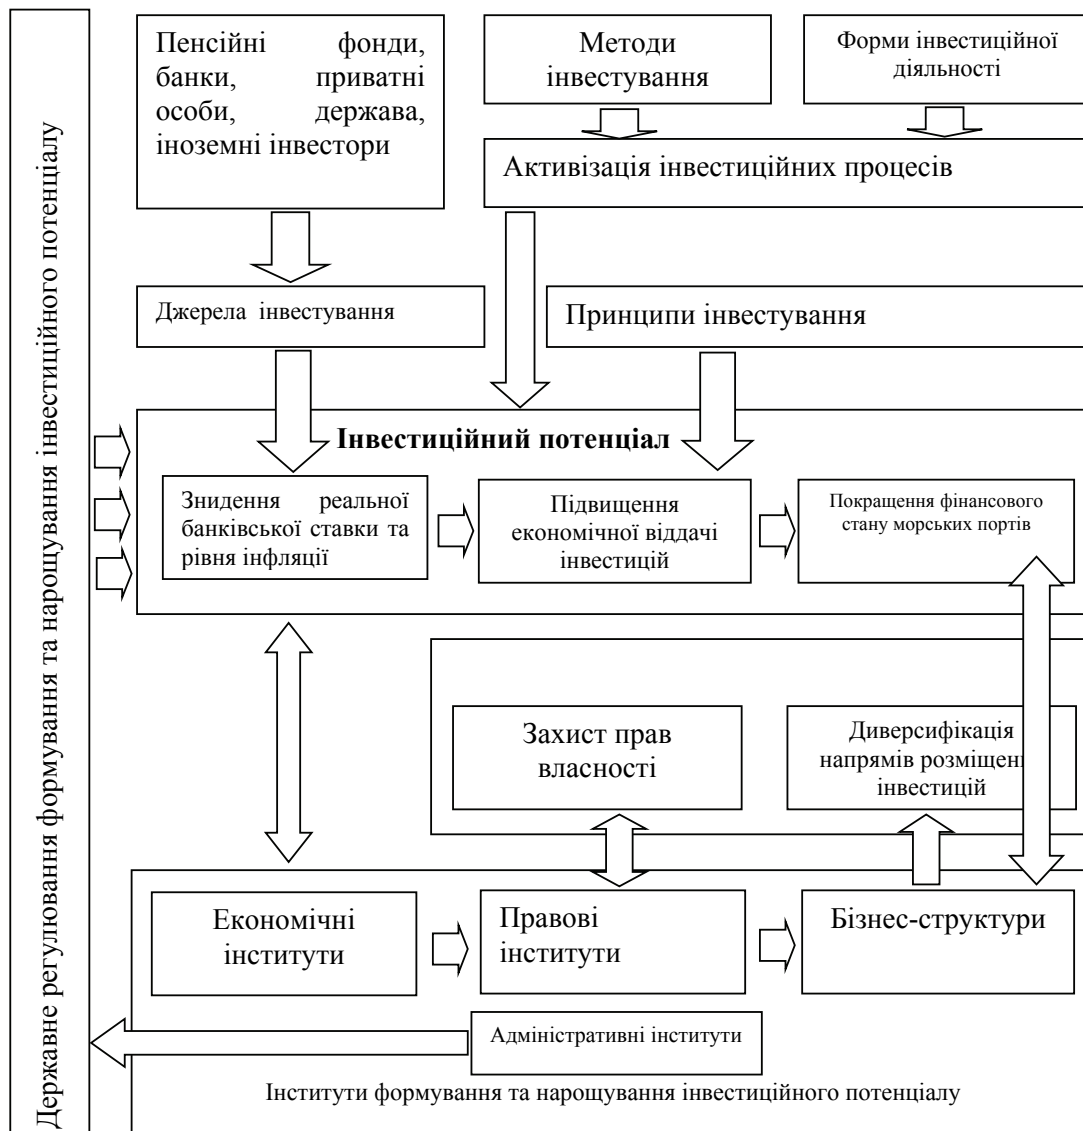 Державне регулювання формування та нарощування інвестиційного потенціалу
Пенсійні фонди,
банки, приватні
особи, держава,
іноземні інвестори
Методи
інвестування
Форми інвестиційної
діяльності
Активізація інвестиційних процесів
Джерела інвестування
Принципи інвестування
Інвестиційний потенціал
Знидення реальної
банківської ставки та
рівня інфляції
Підвищення
економічної віддачі
інвестицій
Покращення фінансового
стану морських портів
Захист прав
власності
Диверсифікація
напрямів розміщен
інвестицій
Економічні
інститути
Правові
інститути
Бізнес-структури
Адміністративні інститути
Інститути формування та нарощування інвестиційного потенціалу